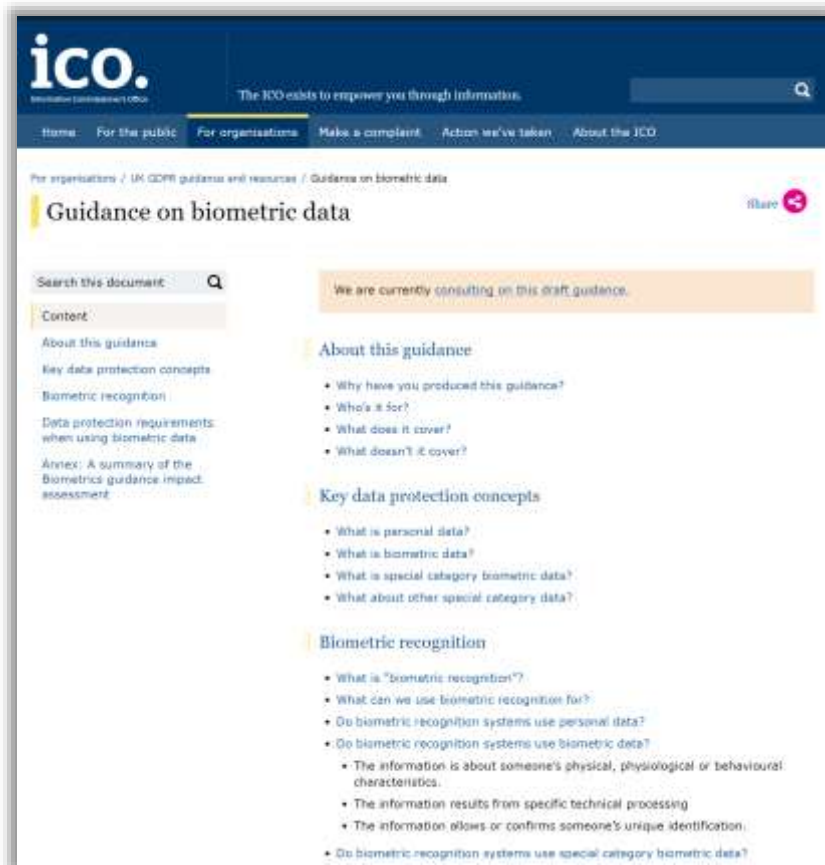 ico.
Information Commissioner's Office
The ICO exists to empower you through information.
Home For the public For organisations Make a complaint Action we've taken About the ICO
For organisations / UK GDPR guidance and resources / Guidance on biometric data
Guidance on biometric data
Share
Search this document
We are currently consulting on this draft guidance.
Content
About this guidance
Key data protection concepts
Biometric recognition
Data protection requirements
when using biometric data
Annex: A summary of the
Biometrics guidance impact
assessment
About this guidance
• Why have you produced this guidance?
• Who's it for?
• What does it cover?
• What doesn't it cover?
Key data protection concepts
• What is personal data?
• What is biometric data?
• What is special category biometric data?
• What about other special category data?
Biometric recognition
• What is "biometric recognition"?
• What can we use biometric recognition for?
• Do biometric recognition systems use personal data?
• Do biometric recognition systems use biometric data?
• The information is about someone's physical, physiological or behavioural
characteristics.
• The information results from specific technical processing
• The information allows or confirms someone's unique identification.
• Do biometric recognition systems use special category biometric data?